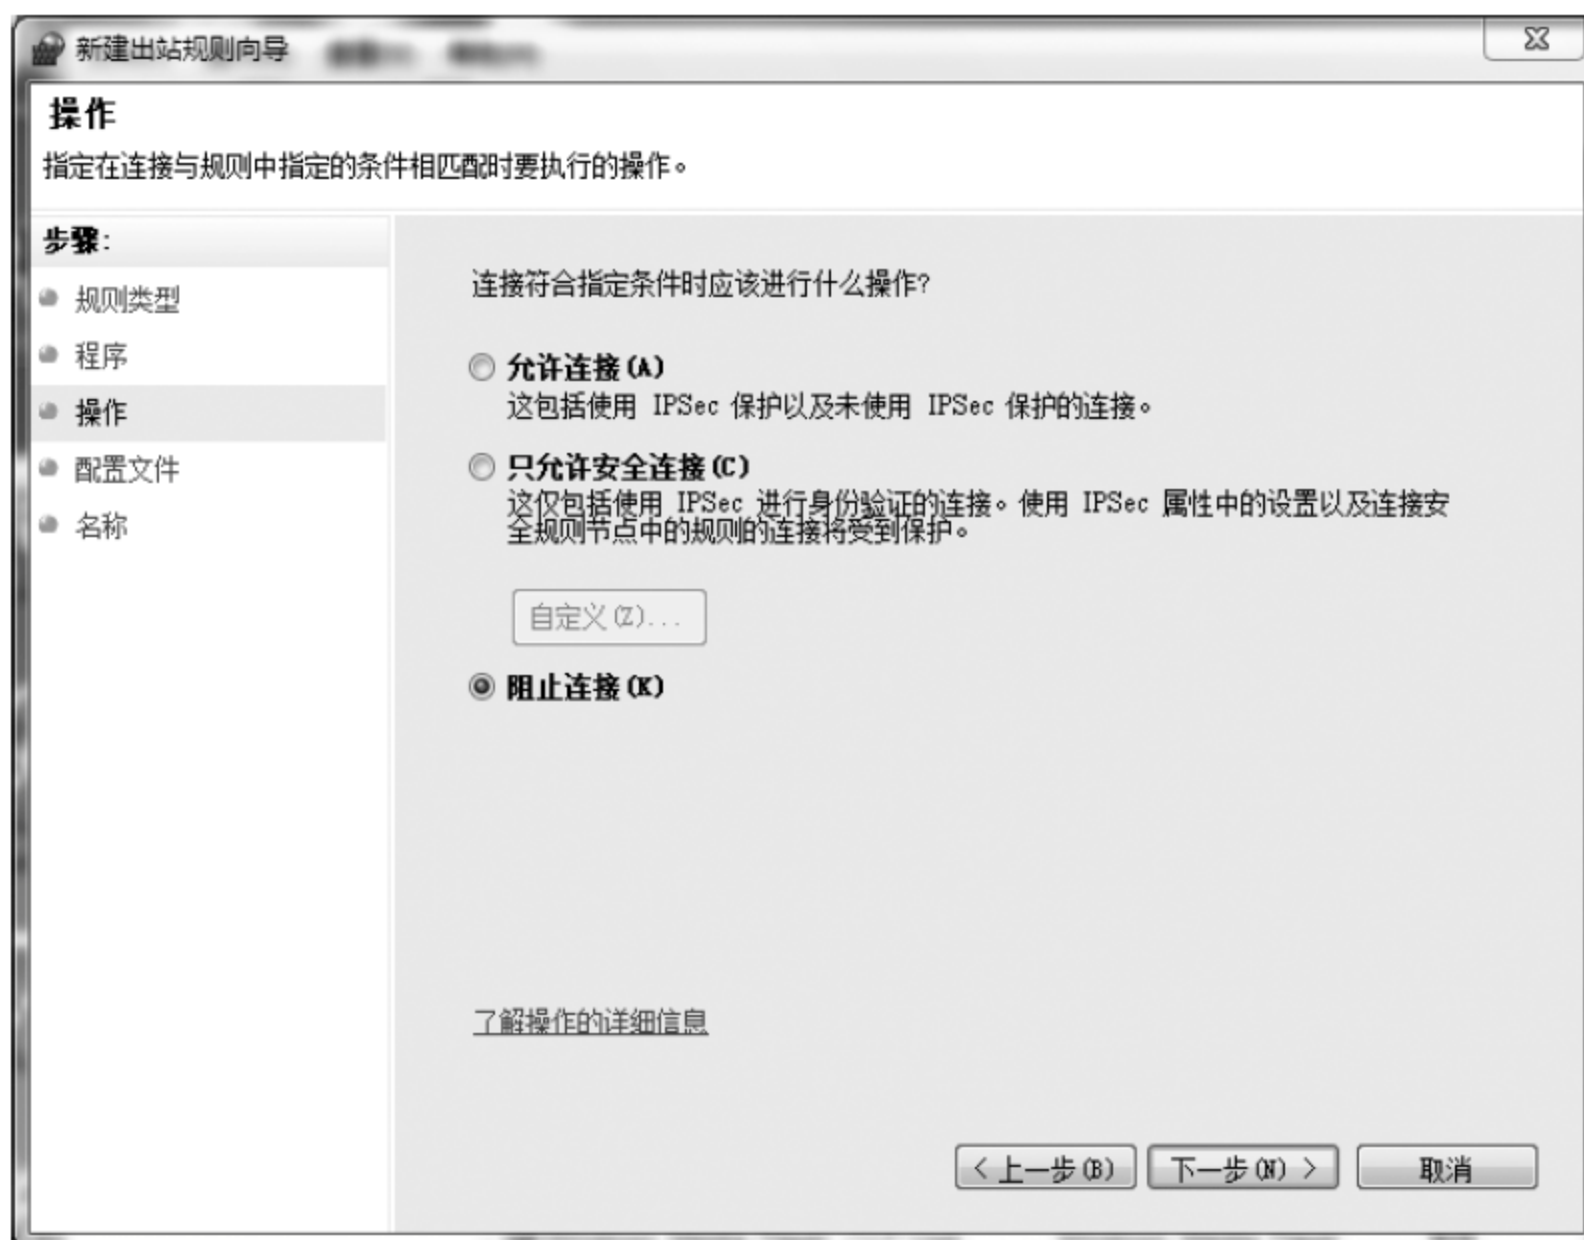 新建出站规则向导
操作
指定在连接与规则中指定的条件相匹配时要执行的操作。
步骤:
规则类型
程序
操作
配置文件
名称
连接符合指定条件时应该进行什么操作?
允许连接(A)
这包括使用 IPSec 保护以及未使用 IPSec 保护的连接。
只允许安全连接(C)
这仅包括使用 IPSec 进行身份验证的连接。使用 IPSec 属性中的设置以及连接安
全规则节点中的规则的连接将受到保护。
自定义(Z)...
阻止连接(K)
了解操作的详细信息
< 上一步(B)
下一步(N) >
取消